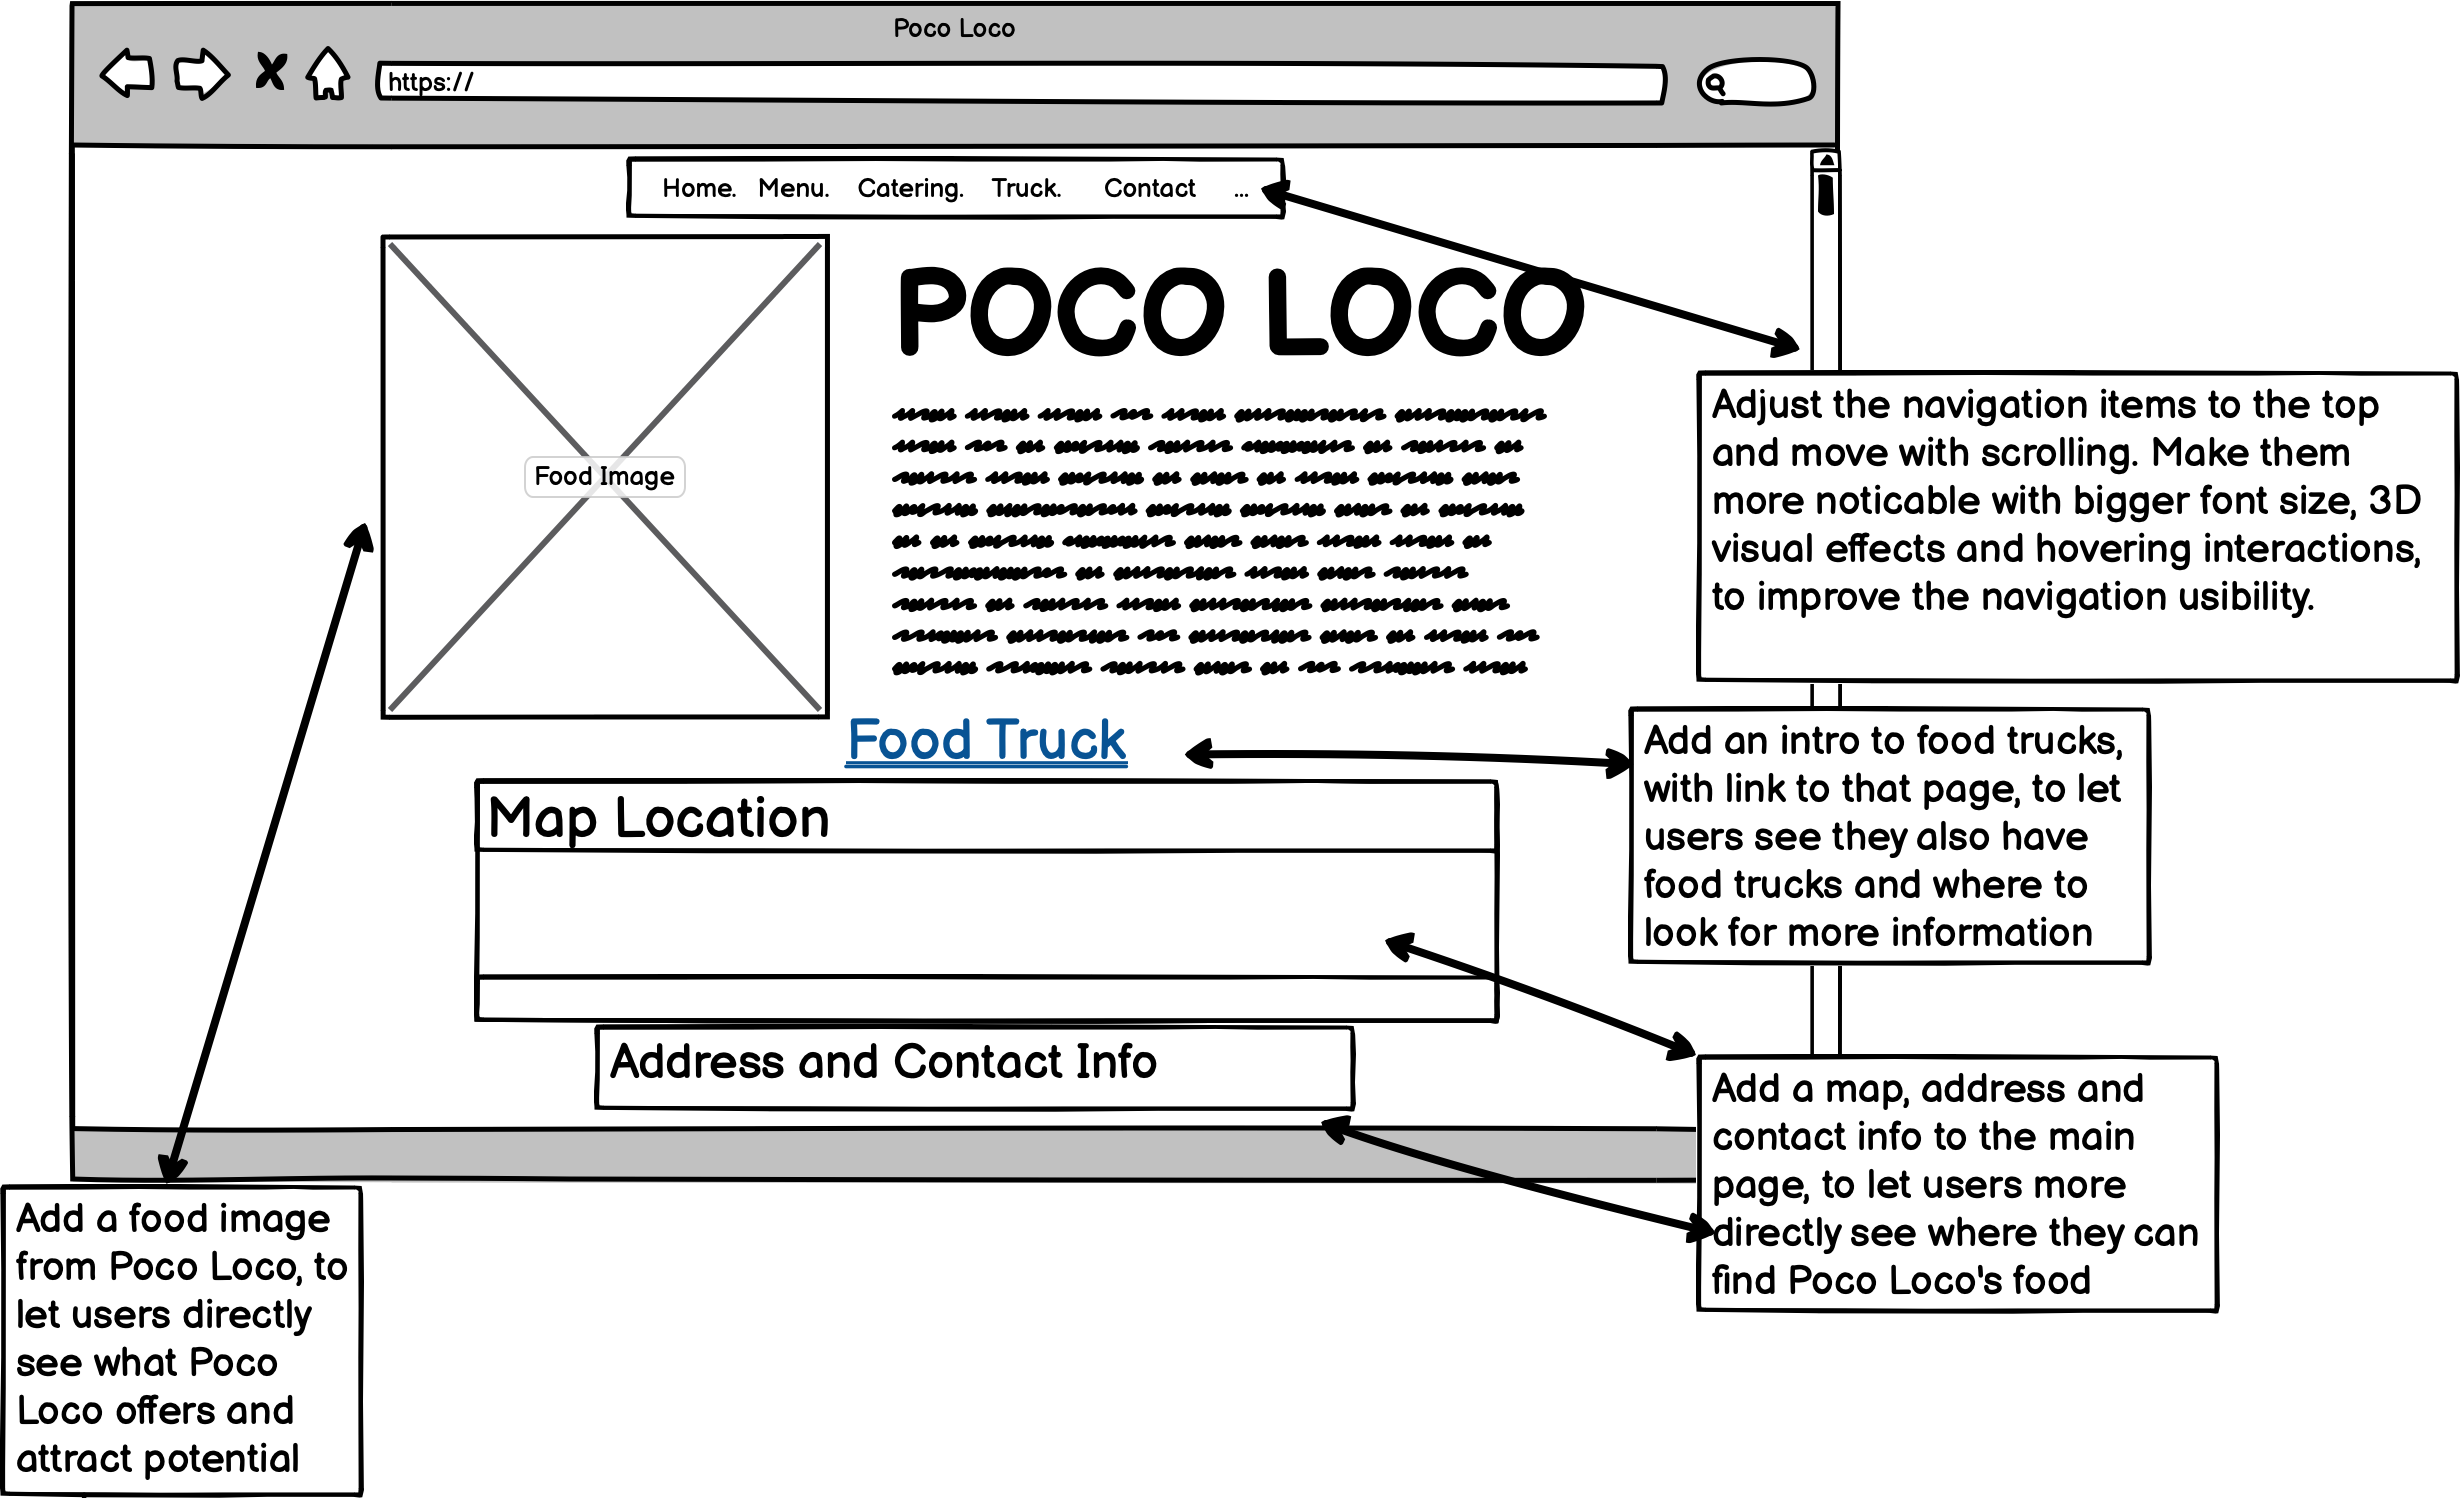 Poco Loco
https://
Home. Menu. Catering. Truck. Contact ...
POCO LOCO
Food Image
Adjust the navigation items to the top
and move with scrolling. Make them
more noticable with bigger font size, 3D
visual effects and hovering interactions,
to improve the navigation usibility.
Food Truck
Add an intro to food trucks,
with link to that page, to let
users see they also have
food trucks and where to
look for more information
Map Location
Address and Contact Info
Add a map, address and
contact info to the main
page, to let users more
directly see where they can
find Poco Loco's food
Add a food image
from Poco Loco, to
let users directly
see what Poco
Loco offers and
attract potential